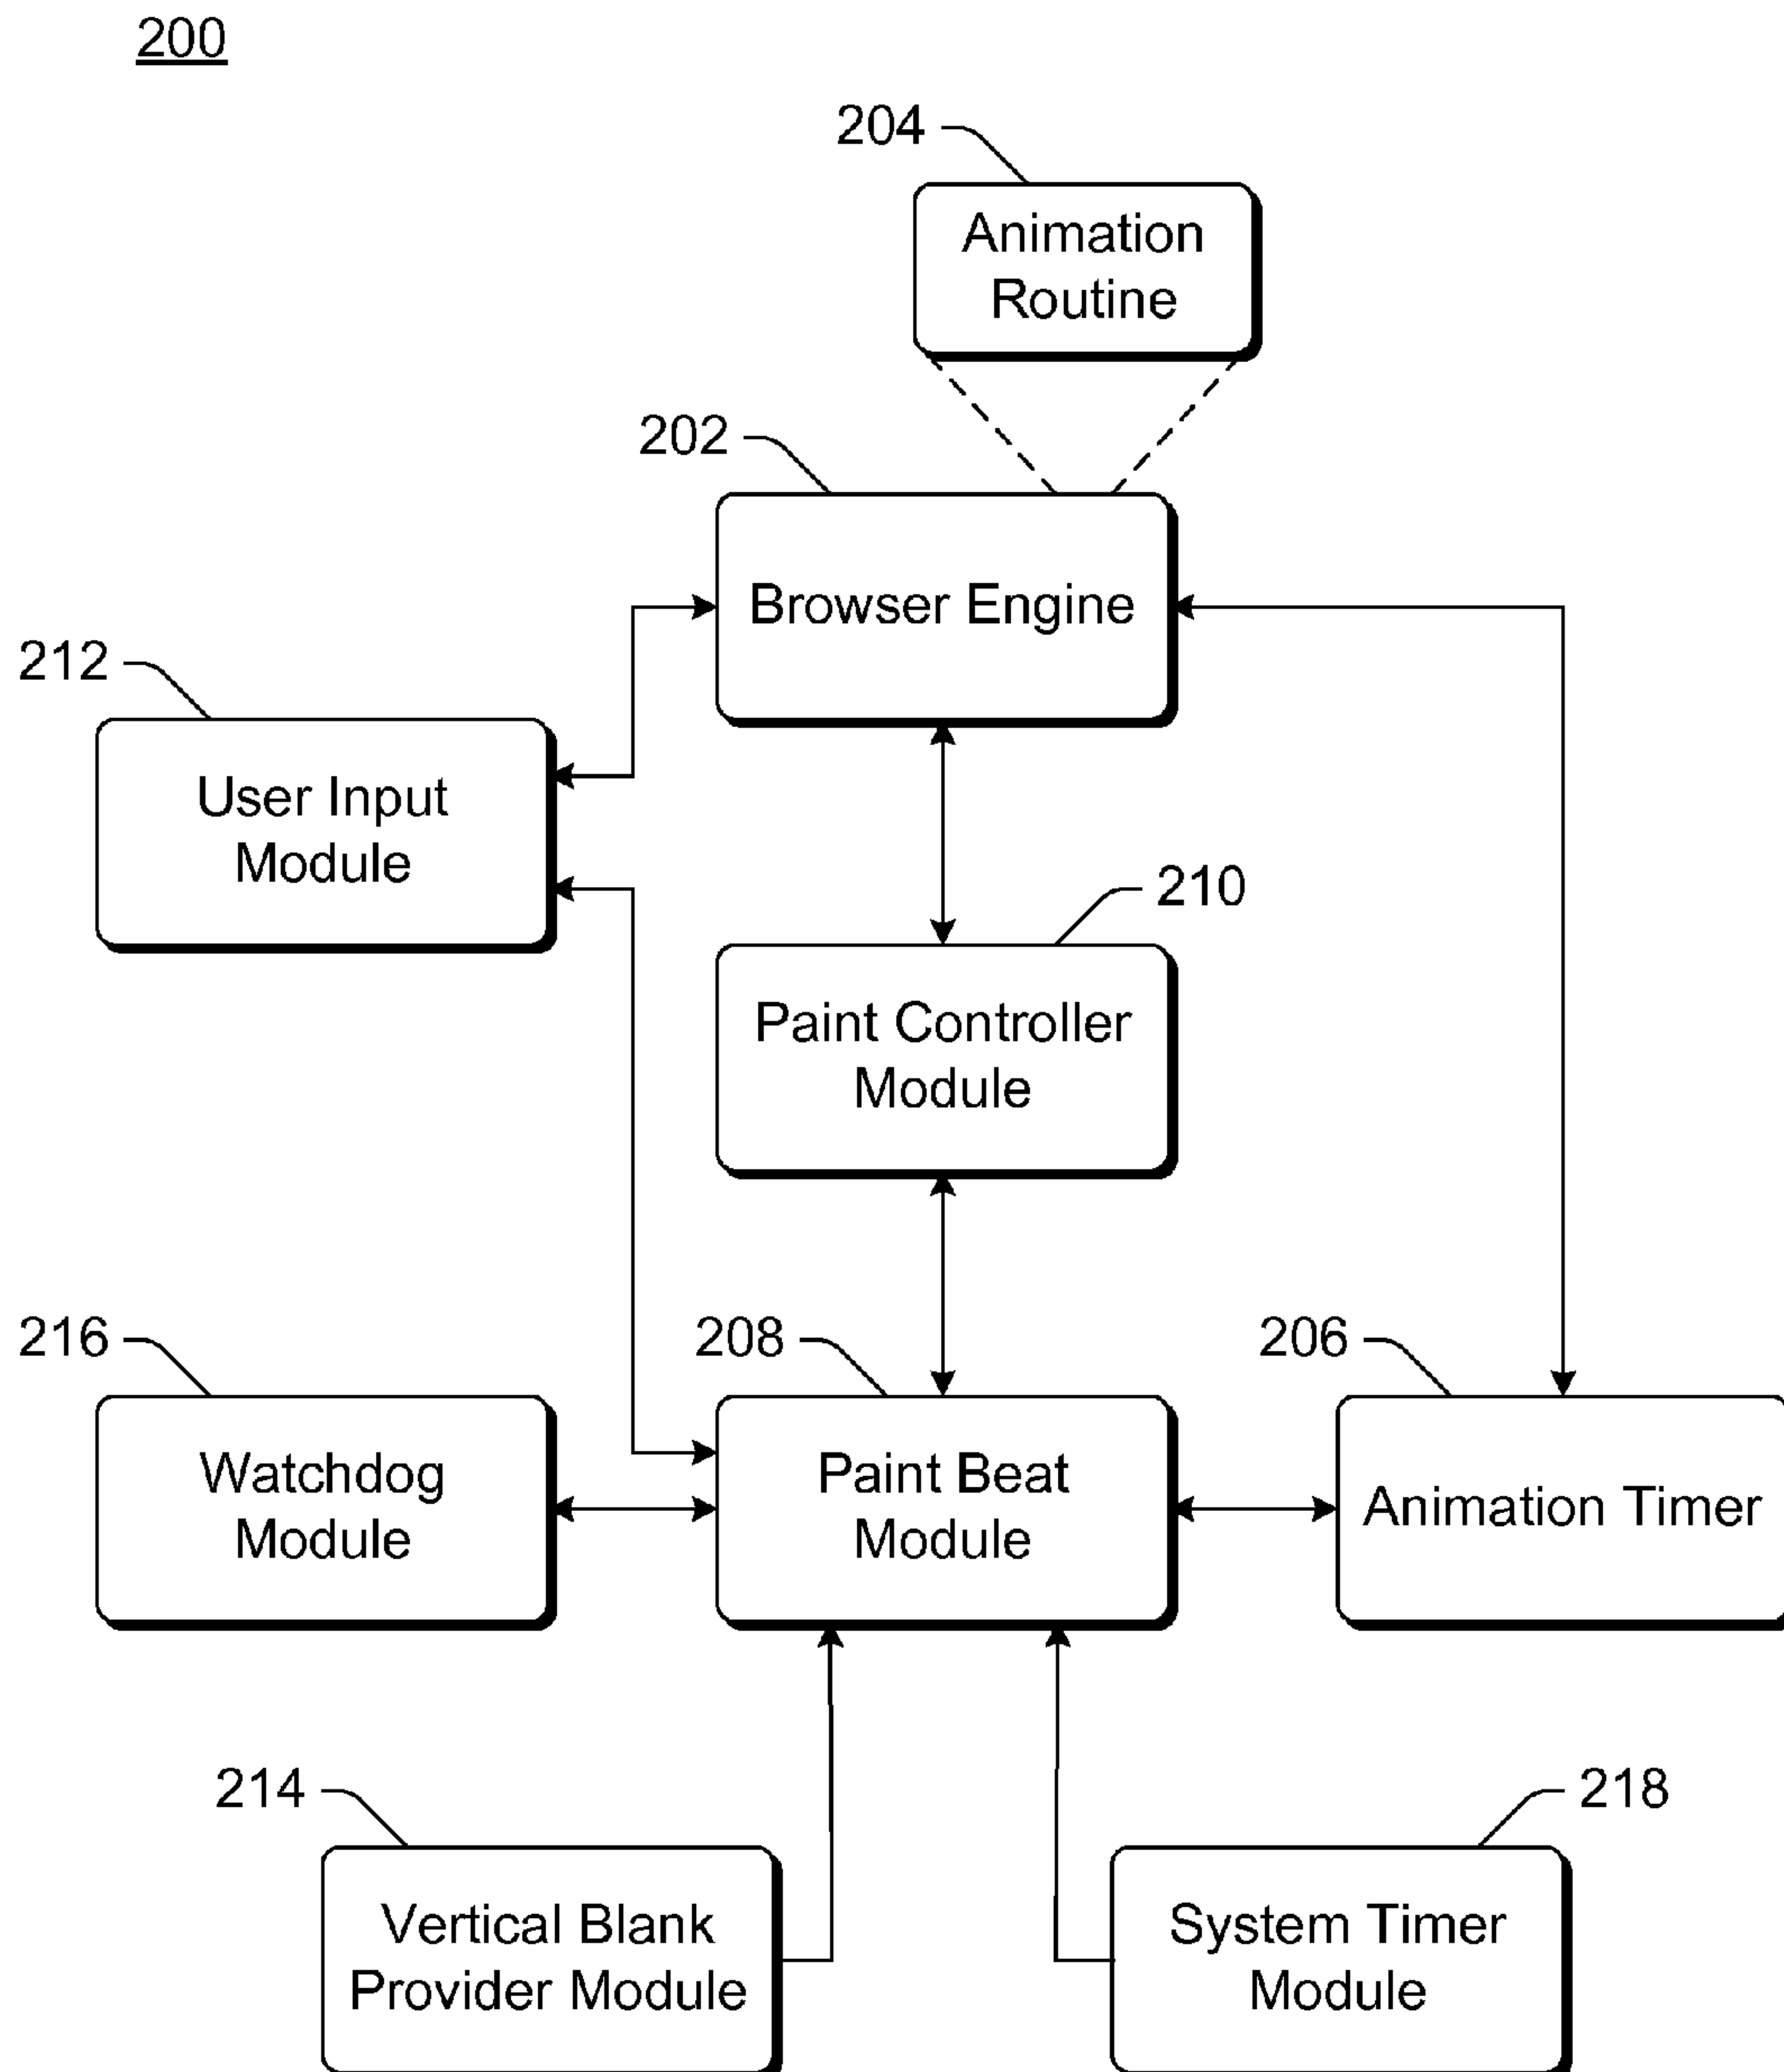 200
204
Animation
Routine
202
Browser Engine
212
User Input
Module
210
Paint Controller
Module
216
208
206
Watchdog
Module
Paint Beat
Module
Animation Timer
214
218
Vertical Blank
Provider Module
System Timer
Module